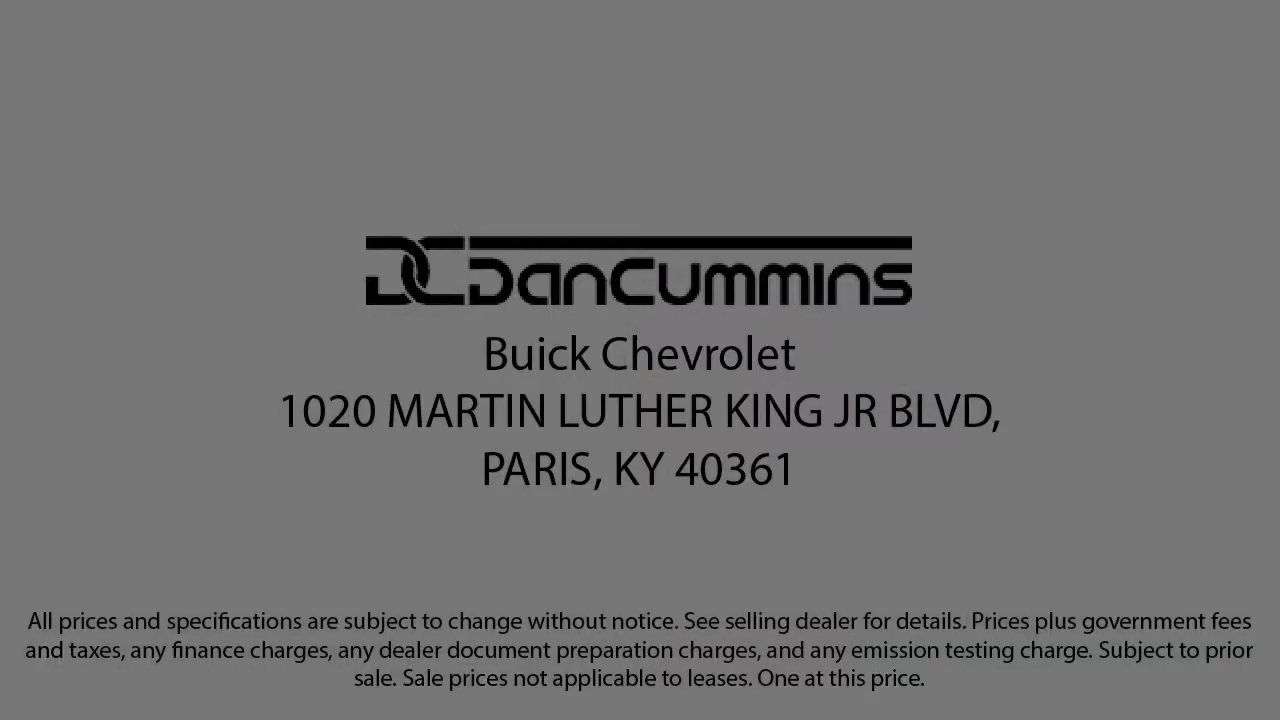 DC DanCummins
Buick Chevrolet
1020 MARTIN LUTHER KING JR BLVD,
PARIS, KY 40361
All prices and specifications are subject to change without notice. See selling dealer for details. Prices plus government fees
and taxes, any finance charges, any dealer document preparation charges, and any emission testing charge. Subject to prior
sale. Sale prices not applicable to leases. One at this price.